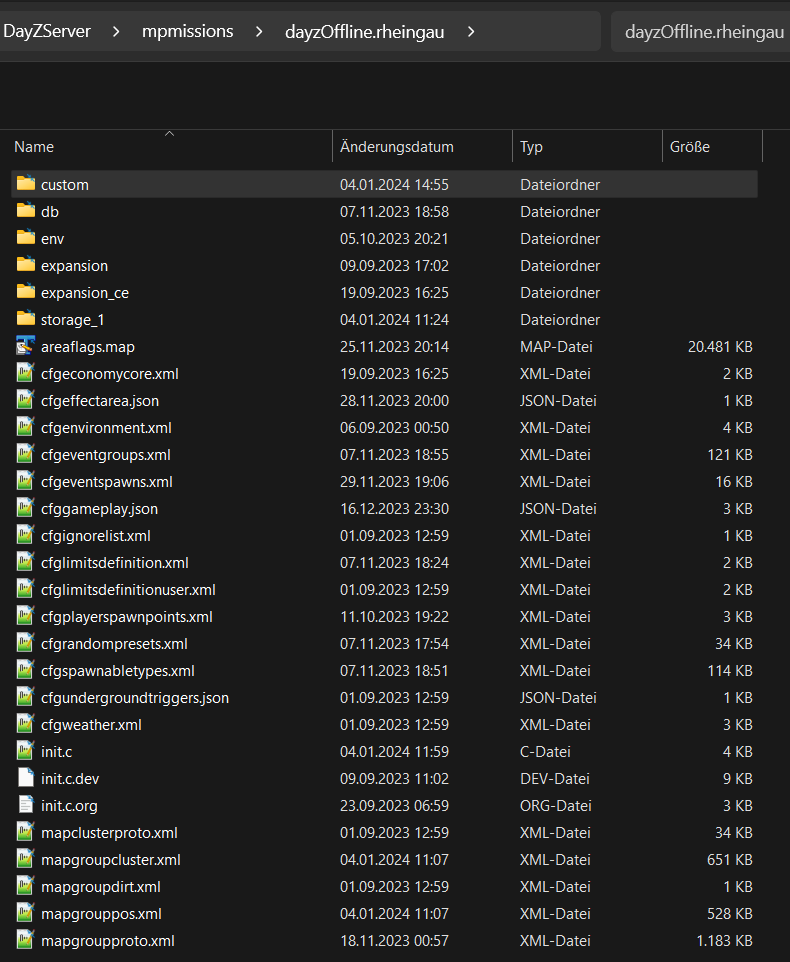 DayZServer > mpmissions > dayzOffline.rheingau > dayzOffline.rheingau
Name Änderungsdatum Typ Größe
custom 04.01.2024 14:55 Dateiordner
db 07.11.2023 18:58 Dateiordner
env 05.10.2023 20:21 Dateiordner
expansion 09.09.2023 17:02 Dateiordner
expansion_ce 19.09.2023 16:25 Dateiordner
storage_1 04.01.2024 11:24 Dateiordner
areaflags.map 25.11.2023 20:14 MAP-Datei 20.481 KB
cfgeconomycore.xml 19.09.2023 16:25 XML-Datei 2 KB
cfgeffectarea.json 28.11.2023 20:00 JSON-Datei 1 KB
cfgenvironment.xml 06.09.2023 00:50 XML-Datei 4 KB
cfgeventgroups.xml 07.11.2023 18:55 XML-Datei 121 KB
cfgeventspawns.xml 29.11.2023 19:06 XML-Datei 16 KB
cfggameplay.json 16.12.2023 23:30 JSON-Datei 3 KB
cfgignorelist.xml 01.09.2023 12:59 XML-Datei 1 KB
cfglimitsdefinition.xml 07.11.2023 18:24 XML-Datei 2 KB
cfglimitsdefinitionuser.xml 01.09.2023 12:59 XML-Datei 2 KB
cfgplayerspawnpoints.xml 11.10.2023 19:22 XML-Datei 3 KB
cfgrandompresets.xml 07.11.2023 17:54 XML-Datei 34 KB
cfgspawnabletypes.xml 07.11.2023 18:51 XML-Datei 114 KB
cfgundergroundtriggers.json 01.09.2023 12:59 JSON-Datei 1 KB
cfgweather.xml 01.09.2023 12:59 XML-Datei 3 KB
init.c 04.01.2024 11:59 C-Datei 4 KB
init.c.dev 09.09.2023 11:02 DEV-Datei 9 KB
init.c.org 23.09.2023 06:59 ORG-Datei 3 KB
mapclusterproto.xml 01.09.2023 12:59 XML-Datei 34 KB
mapgroupcluster.xml 04.01.2024 11:07 XML-Datei 651 KB
mapgroupdirt.xml 01.09.2023 12:59 XML-Datei 1 KB
mapgrouppos.xml 04.01.2024 11:07 XML-Datei 528 KB
mapgroupproto.xml 18.11.2023 00:57 XML-Datei 1.183 KB